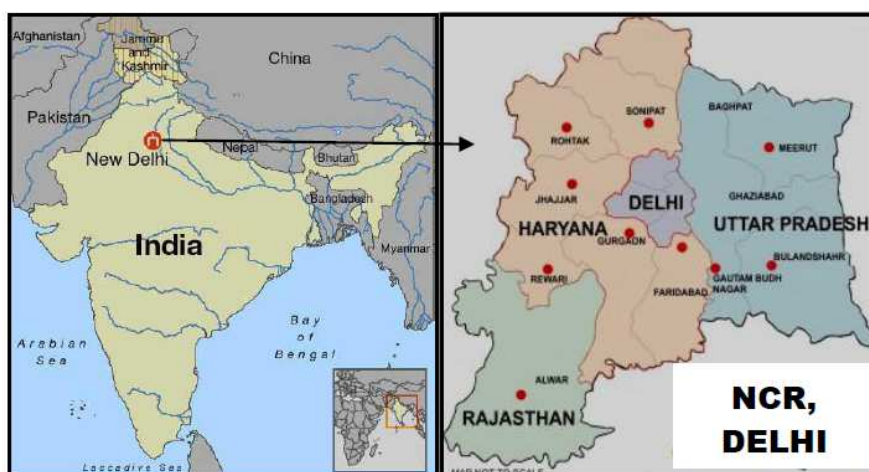 Afghanistan
Jammu
and
Kashmir
China
Pakistan
New Delhi
Nepal
Bhutan
Bangladesh
India
Myanmar
Arabian
Sea
Bay
of
Bengal
Laccadive Sea
SONIPAT
BAGHPAT
ROHTAK
MEERUT
JHAJJAR
DELHI
GHAZIABAD
HARYANA
UTTAR PRADESH
GURGAON
BULANDSHAHR
REWARI
FARIDABAD
GAUTAM BUDH
NAGAR
ALWAR
RAJASTHAN
MAP NOT TO SCALE
NCR,
DELHI